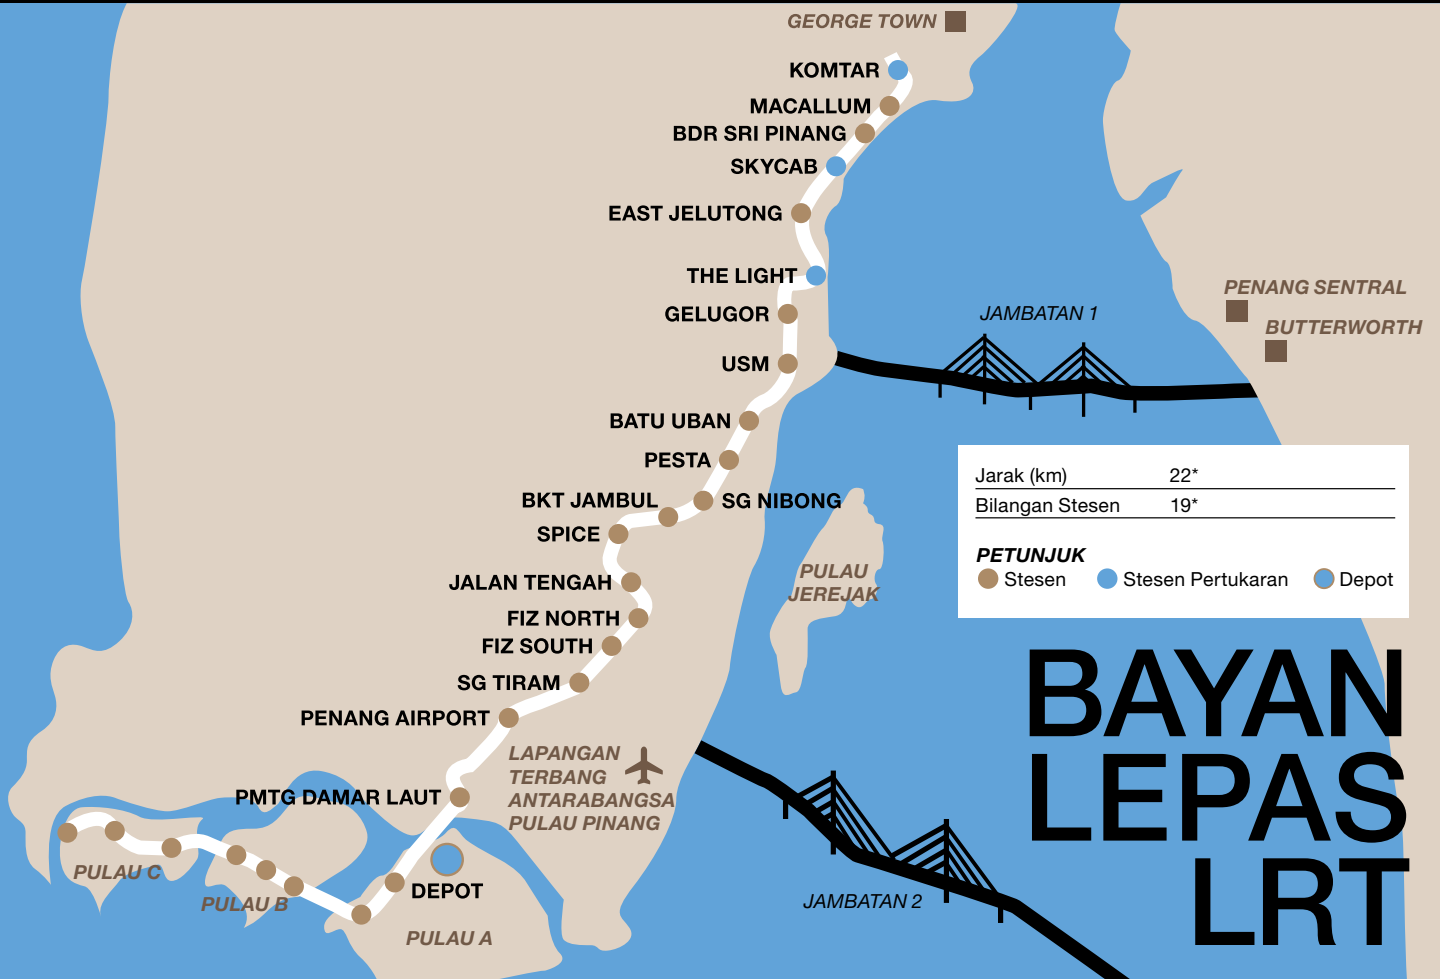 GEORGE TOWN
KOMTAR
MACALLUM
BDR SRI PINANG
SKYCAB
EAST JELUTONG
THE LIGHT
GELUGOR
USM
BATU UBAN
PESTA
BKT JAMBUL
SG NIBONG
SPICE
JALAN TENGAH
FIZ NORTH
FIZ SOUTH
SG TIRAM
PENANG AIRPORT
LAPANGAN
TERBANG
ANTARABANGSA
PULAU PINANG
PMTG DAMAR LAUT
DEPOT
PULAU C
PULAU B
PULAU A
JAMBATAN 1
PENANG SENTRAL
BUTTERWORTH
PULAU
JEREJAK
JAMBATAN 2
Jarak (km) 22*
Bilangan Stesen 19*
PETUNJUK
Stesen Stesen Pertukaran Depot
BAYAN
LEPAS
LRT